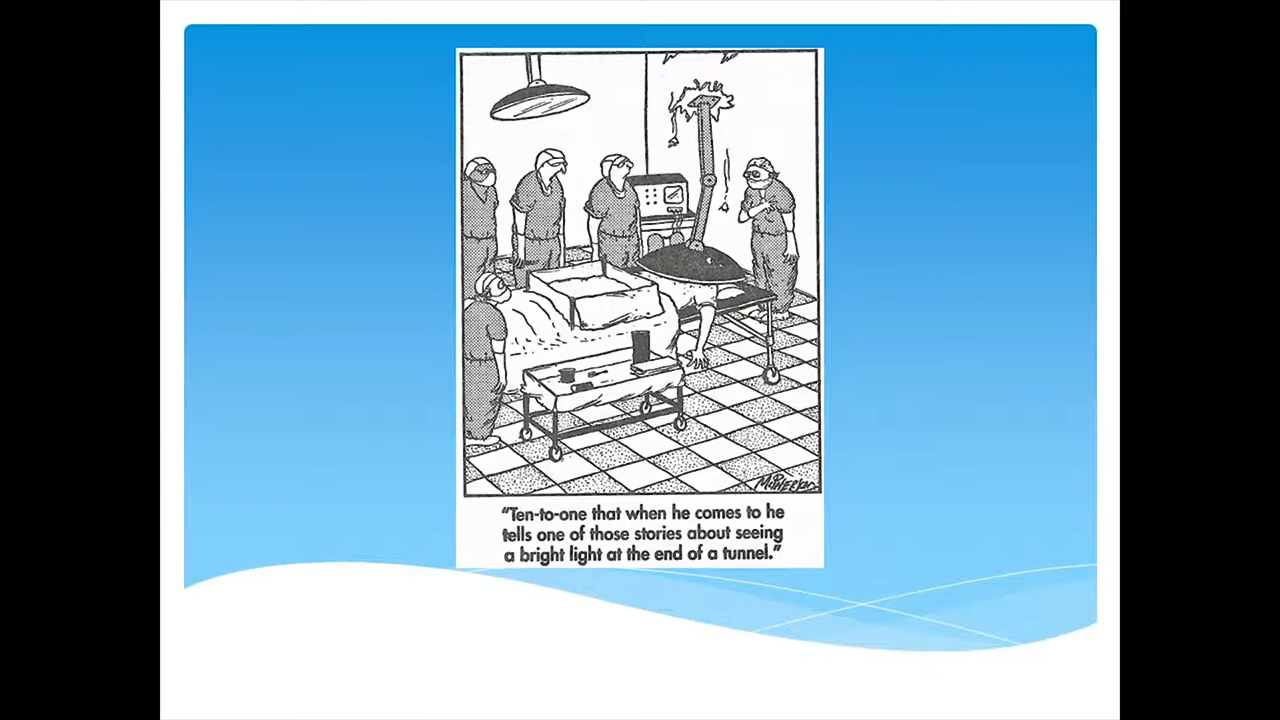 McPherson
"Ten-to-one that when he comes to he
tells one of those stories about seeing
a bright light at the end of a tunnel."